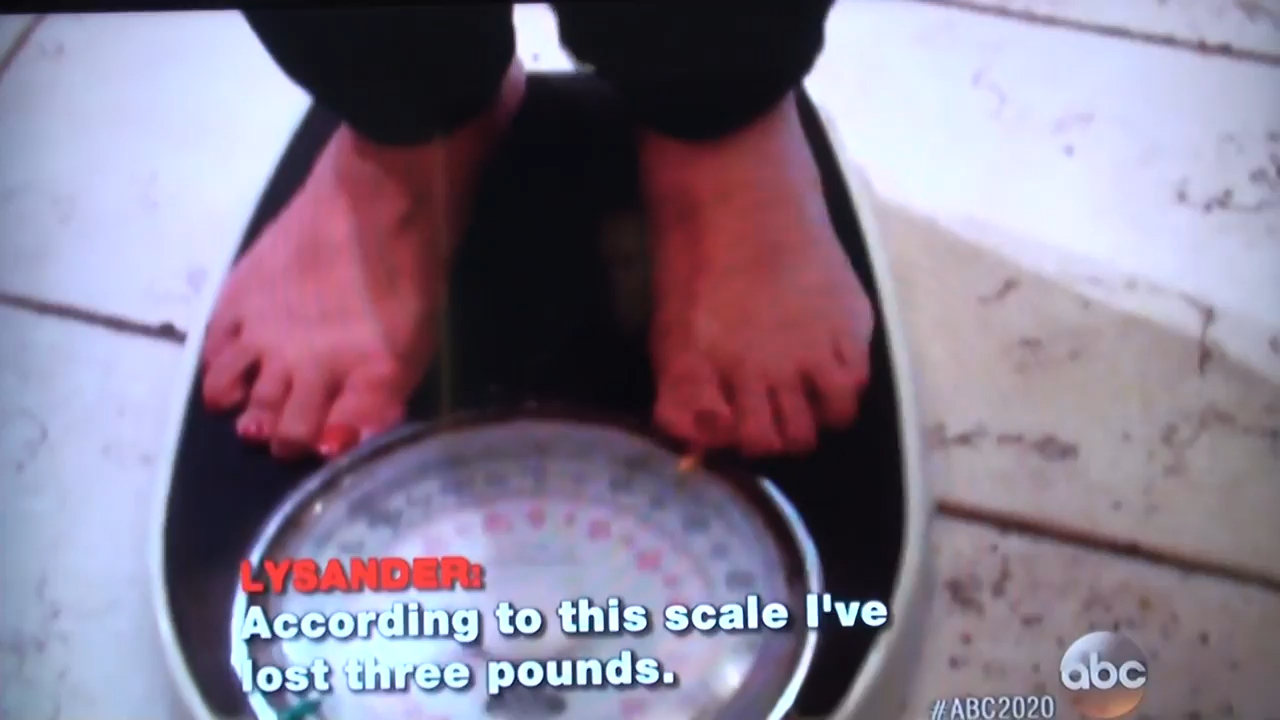 LYSANDER:
According to this scale I've
lost three pounds.
abc
#ABC2020